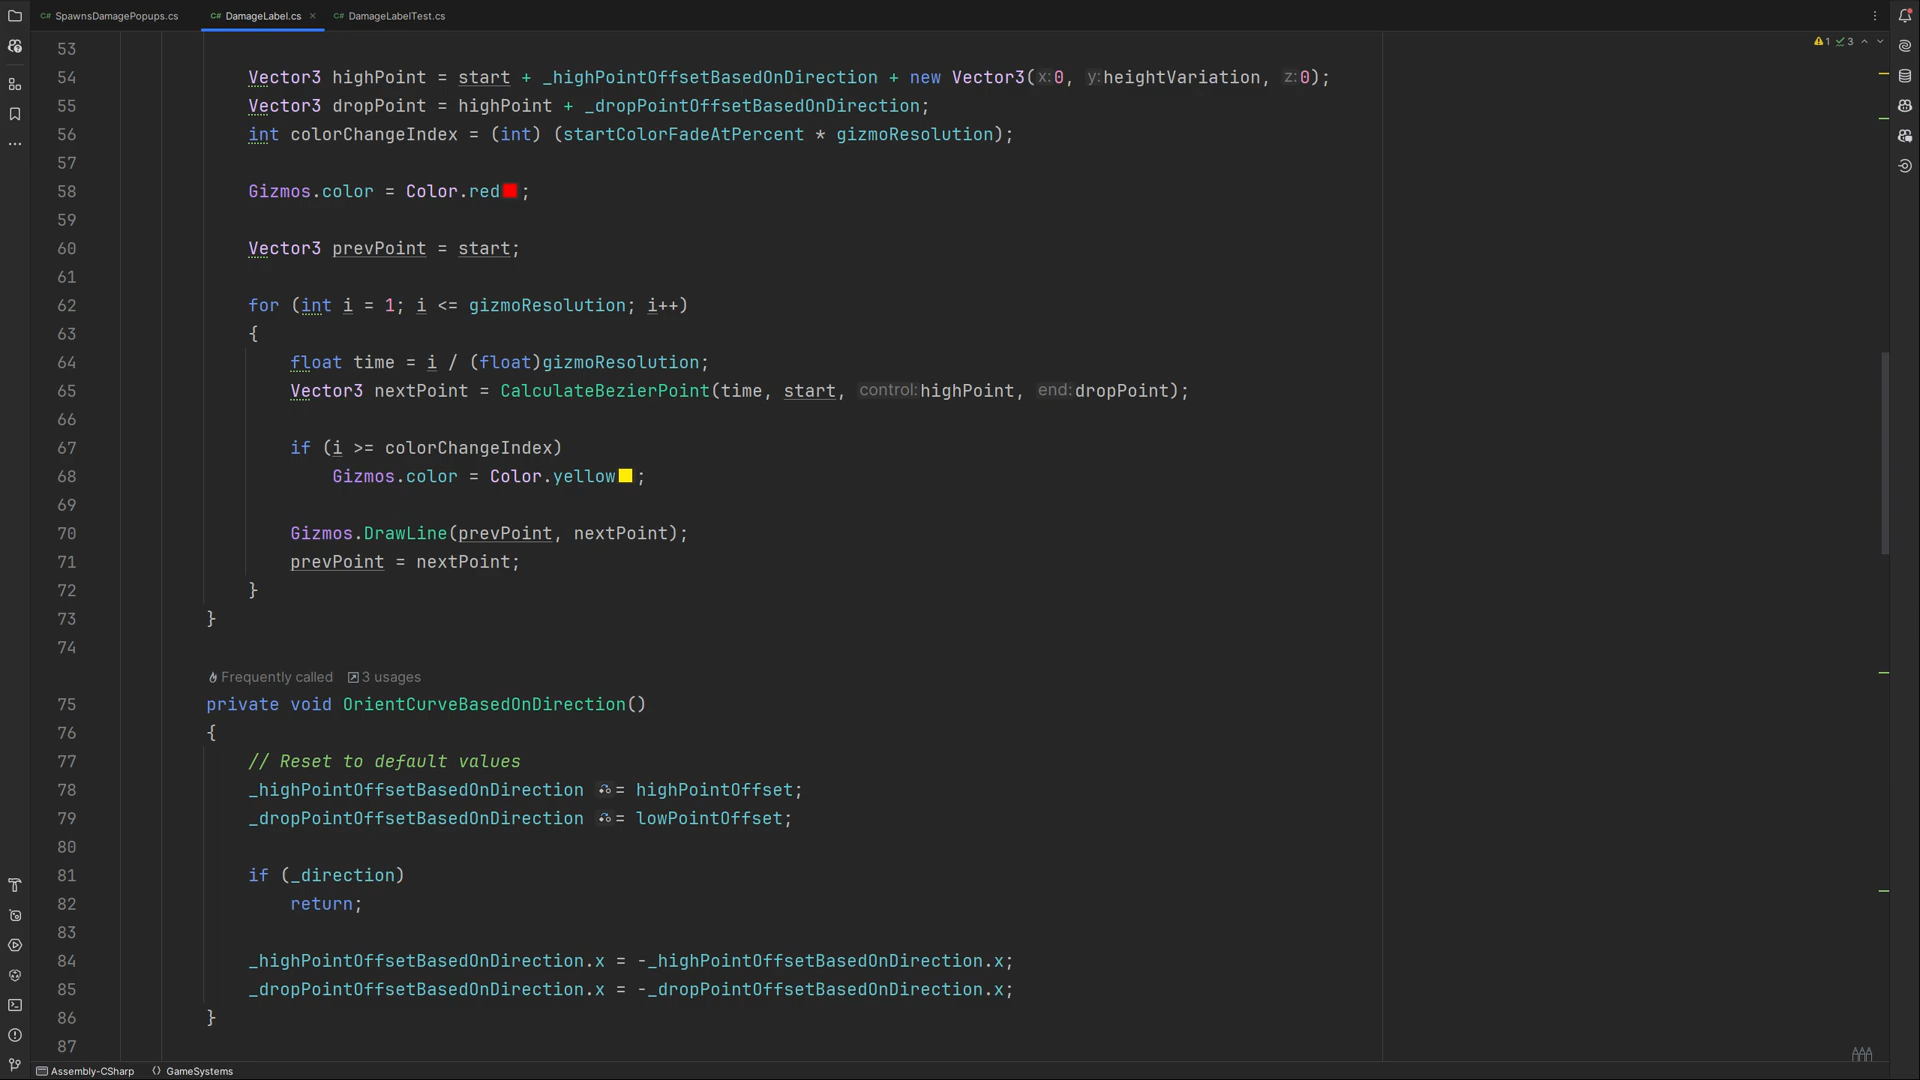 C# SpawnsDamagePopups.cs C# DamageLabel.cs × C# DamageLabelTest.cs
1 3
53
54 Vector3 highPoint = start + _highPointOffsetBasedOnDirection + new Vector3(x:0, y:heightVariation, z:0);
55 Vector3 dropPoint = highPoint + _dropPointOffsetBasedOnDirection;
56 int colorChangeIndex = (int) (startColorFadeAtPercent * gizmoResolution);
57
58 Gizmos.color = Color.red;
59
60 Vector3 prevPoint = start;
61
62 for (int i = 1; i <= gizmoResolution; i++)
63 {
64 float time = i / (float)gizmoResolution;
65 Vector3 nextPoint = CalculateBezierPoint(time, start, control:highPoint, end:dropPoint);
66
67 if (i >= colorChangeIndex)
68 Gizmos.color = Color.yellow;
69
70 Gizmos.DrawLine(prevPoint, nextPoint);
71 prevPoint = nextPoint;
72 }
73 }
74
Frequently called 3 usages
75 private void OrientCurveBasedOnDirection()
76 {
77 // Reset to default values
78 _highPointOffsetBasedOnDirection = highPointOffset;
79 _dropPointOffsetBasedOnDirection = lowPointOffset;
80
81 if (_direction)
82 return;
83
84 _highPointOffsetBasedOnDirection.x = -_highPointOffsetBasedOnDirection.x;
85 _dropPointOffsetBasedOnDirection.x = -_dropPointOffsetBasedOnDirection.x;
86 }
87
Assembly-CSharp GameSystems